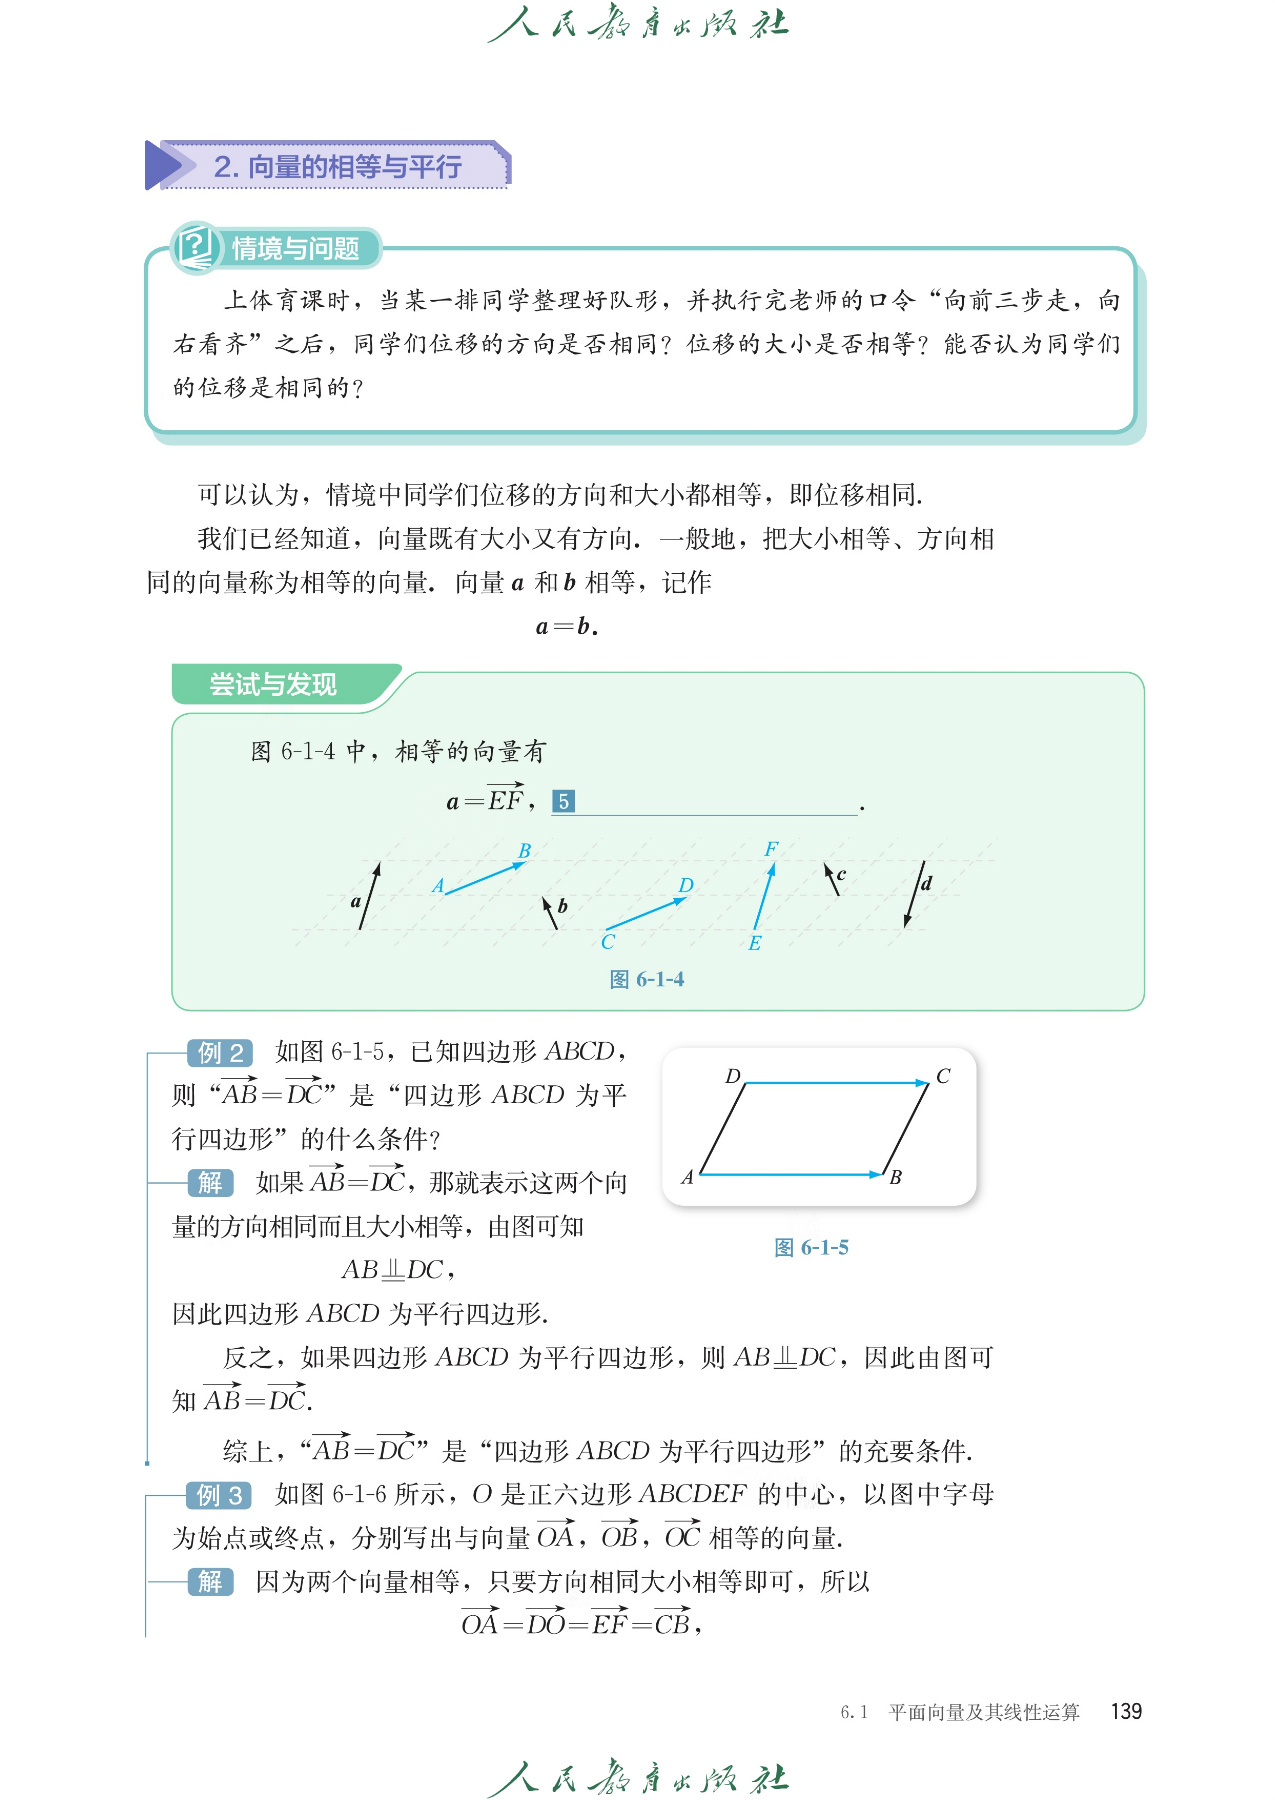 人民教育出版社
2. 向量的相等与平行
情境与问题
上体育课时，当某一排同学整理好队形，并执行完老师的口令“向前三步走，向
右看齐”之后，同学们位移的方向是否相同？位移的大小是否相等？能否认为同学们
的位移是相同的？
可以认为，情境中同学们位移的方向和大小都相等，即位移相同.
我们已经知道，向量既有大小又有方向. 一般地，把大小相等、方向相
同的向量称为相等的向量. 向量 a 和 b 相等，记作
a=b.
尝试与发现
图 6-1-4 中，相等的向量有
a=$\overrightarrow{EF}$， 5 ______.
a A B b C D E F c d
图 6-1-4
例 2 如图 6-1-5，已知四边形 ABCD，
则“$\overrightarrow{AB}$=$\overrightarrow{DC}$”是“四边形 ABCD 为平
行四边形”的什么条件？
解 如果 $\overrightarrow{AB}$=$\overrightarrow{DC}$，那就表示这两个向
量的方向相同而且大小相等，由图可知
AB⫫DC，
因此四边形 ABCD 为平行四边形.
D C A B
图 6-1-5
反之，如果四边形 ABCD 为平行四边形，则 AB⫫DC，因此由图可
知 $\overrightarrow{AB}$=$\overrightarrow{DC}$.
综上，“$\overrightarrow{AB}$=$\overrightarrow{DC}$”是“四边形 ABCD 为平行四边形”的充要条件.
例 3 如图 6-1-6 所示，O 是正六边形 ABCDEF 的中心，以图中字母
为始点或终点，分别写出与向量 $\overrightarrow{OA}$，$\overrightarrow{OB}$，$\overrightarrow{OC}$ 相等的向量.
解 因为两个向量相等，只要方向相同大小相等即可，所以
$\overrightarrow{OA}$=$\overrightarrow{DO}$=$\overrightarrow{EF}$=$\overrightarrow{CB}$，
6.1 平面向量及其线性运算 139
人民教育出版社